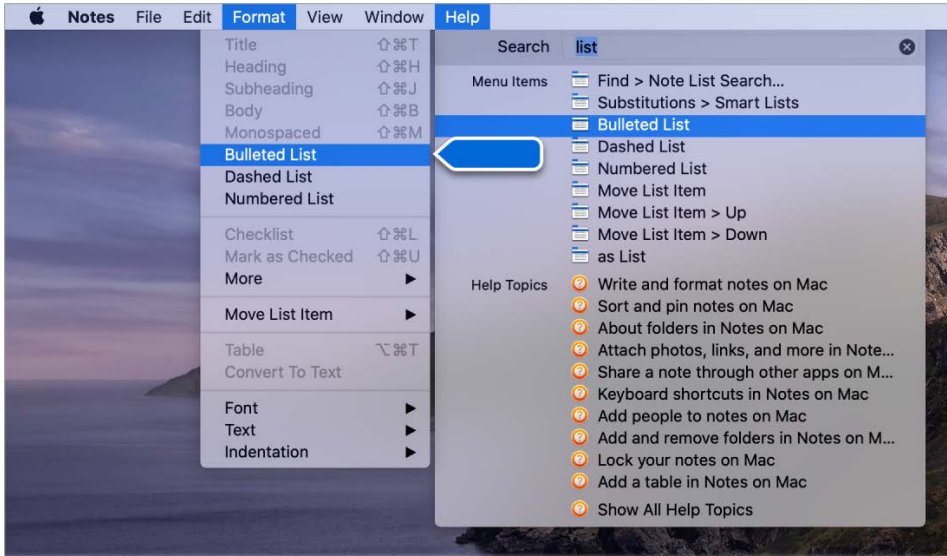 Notes File Edit Format View Window Help
Title ⇧⌘T
Heading ⇧⌘H
Subheading ⇧⌘J
Body ⇧⌘B
Monospaced ⇧⌘M
Bulleted List
Dashed List
Numbered List
Checklist ⇧⌘L
Mark as Checked ⇧⌘U
More ▶
Move List Item ▶
Table ⌥⌘T
Convert To Text
Font ▶
Text ▶
Indentation ▶
Search list
Menu Items Find > Note List Search...
Substitutions > Smart Lists
Bulleted List
Dashed List
Numbered List
Move List Item
Move List Item > Up
Move List Item > Down
as List
Help Topics Write and format notes on Mac
Sort and pin notes on Mac
About folders in Notes on Mac
Attach photos, links, and more in Note...
Share a note through other apps on M...
Keyboard shortcuts in Notes on Mac
Add people to notes on Mac
Add and remove folders in Notes on M...
Lock your notes on Mac
Add a table in Notes on Mac
Show All Help Topics